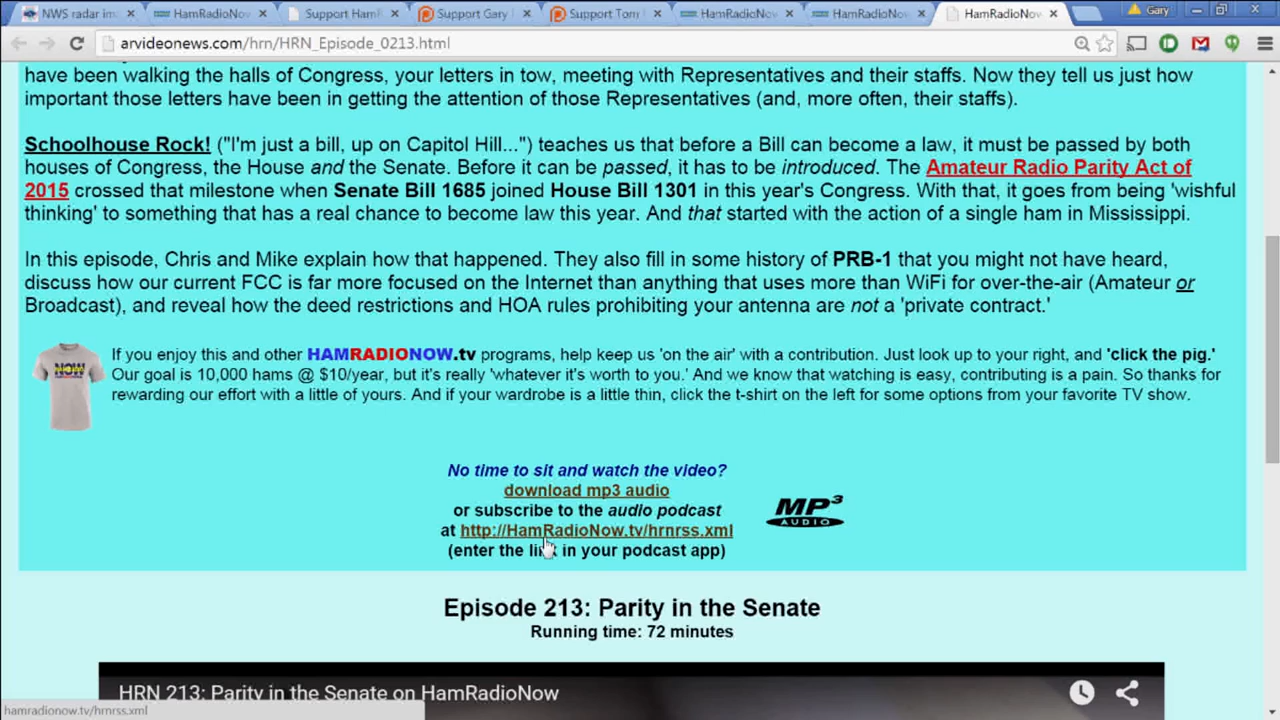 NWS radar im
HamRadioNow
Support HamR
Support Gary
Support Tom
HamRadioNow
HamRadioNow
HamRadioNow
Gary
arvideonews.com/hrn/HRN_Episode_0213.html
have been walking the halls of Congress, your letters in tow, meeting with Representatives and their staffs. Now they tell us just how
important those letters have been in getting the attention of those Representatives (and, more often, their staffs).
Schoolhouse Rock! ("I'm just a bill, up on Capitol Hill...") teaches us that before a Bill can become a law, it must be passed by both
houses of Congress, the House and the Senate. Before it can be passed, it has to be introduced. The Amateur Radio Parity Act of
2015 crossed that milestone when Senate Bill 1685 joined House Bill 1301 in this year's Congress. With that, it goes from being 'wishful
thinking' to something that has a real chance to become law this year. And that started with the action of a single ham in Mississippi.
In this episode, Chris and Mike explain how that happened. They also fill in some history of PRB-1 that you might not have heard,
discuss how our current FCC is far more focused on the Internet than anything that uses more than WiFi for over-the-air (Amateur or
Broadcast), and reveal how the deed restrictions and HOA rules prohibiting your antenna are not a 'private contract.'
NOW
If you enjoy this and other HAMRADIONOW.tv programs, help keep us 'on the air' with a contribution. Just look up to your right, and 'click the pig.'
Our goal is 10,000 hams @ $10/year, but it's really 'whatever it's worth to you.' And we know that watching is easy, contributing is a pain. So thanks for
rewarding our effort with a little of yours. And if your wardrobe is a little thin, click the t-shirt on the left for some options from your favorite TV show.
No time to sit and watch the video?
download mp3 audio
or subscribe to the audio podcast
at http://HamRadioNow.tv/hrnrss.xml
(enter the link in your podcast app)
MP3
AUDIO
Episode 213: Parity in the Senate
Running time: 72 minutes
HRN 213: Parity in the Senate on HamRadioNow
hamradionow.tv/hrnrss.xml